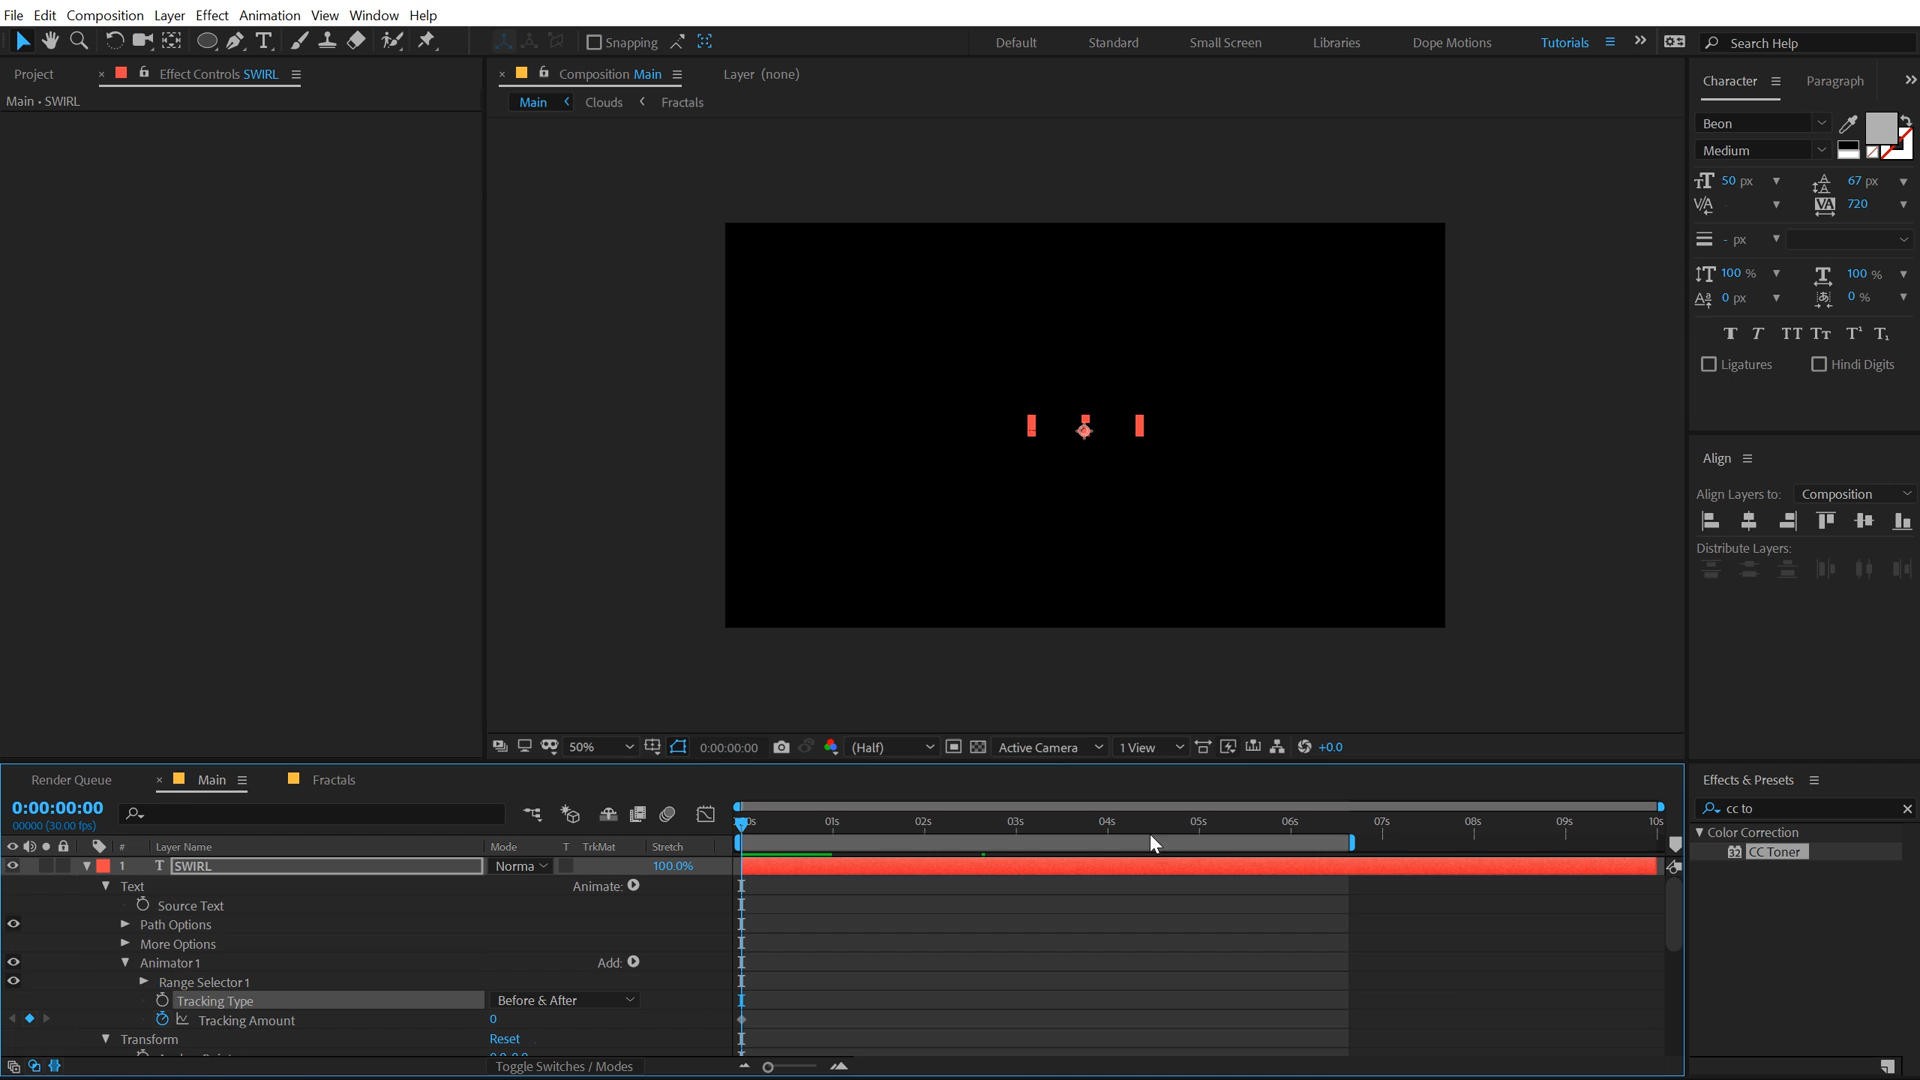 File Edit Composition Layer Effect Animation View Window Help
Snapping Default Standard Small Screen Libraries Dope Motions Tutorials Search Help
Project Effect Controls SWIRL Composition Main Layer (none) Character Paragraph
Main • SWIRL Main Clouds Fractals
Beon
Medium
50 px 67 px
720
- px
100 % 100 %
0 px 0 %
Ligatures Hindi Digits
Align
Align Layers to: Composition
Distribute Layers:
50% 0:00:00:00 (Half) Active Camera 1 View +0.0
Render Queue Main Fractals Effects & Presets
0:00:00:00 cc to
00000 (30.00 fps) 01s 02s 03s 04s 05s 06s 07s 08s 09s 10s
Color Correction
32 CC Toner
# Layer Name Mode T TrkMat Stretch
1 T SWIRL Norma 100.0%
Text Animate:
Source Text
Path Options
More Options
Animator 1 Add:
Range Selector 1
Tracking Type Before & After
Tracking Amount 0
Transform Reset
Toggle Switches / Modes